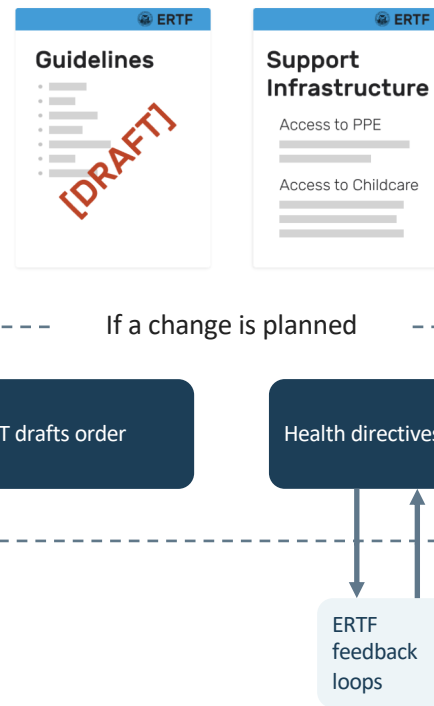 ERTF
ERTF
Guidelines
[DRAFT]
Support
Infrastructure
Access to PPE
Access to Childcare
If a change is planned
T drafts order
Health directives
ERTF
feedback
loops